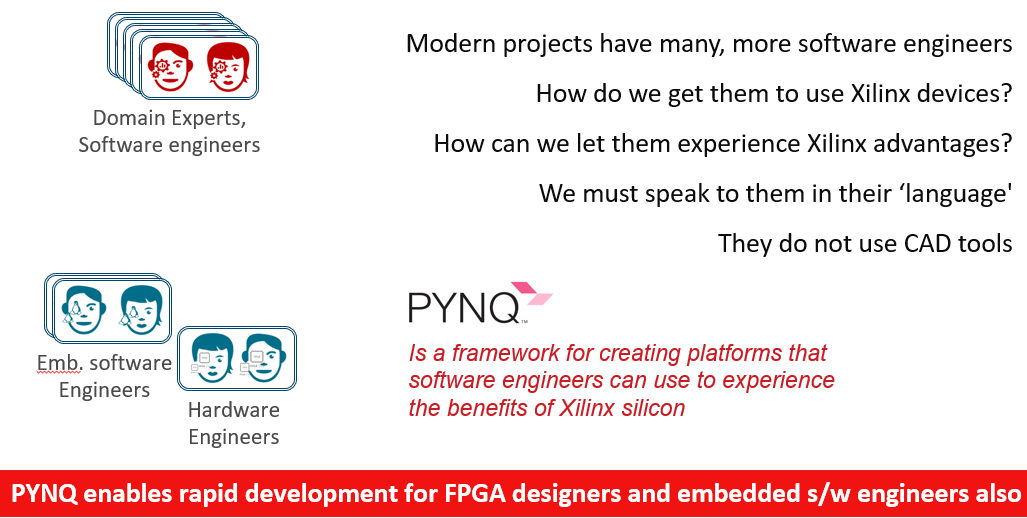 Modern projects have many, more software engineers
How do we get them to use Xilinx devices?
How can we let them experience Xilinx advantages?
We must speak to them in their ‘language'
They do not use CAD tools
Domain Experts,
Software engineers
Emb. software
Engineers
Hardware
Engineers
PYNQ™
Is a framework for creating platforms that
software engineers can use to experience
the benefits of Xilinx silicon
PYNQ enables rapid development for FPGA designers and embedded s/w engineers also